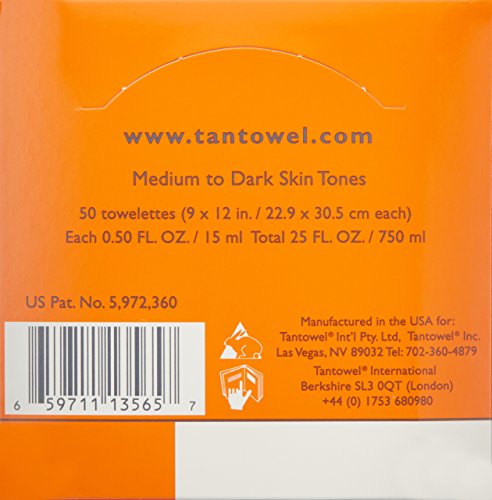 www.tantowel.com
Medium to Dark Skin Tones
50 towelettes (9 x 12 in. / 22.9 x 30.5 cm each)
Each 0.50 FL. OZ. / 15 ml Total 25 FL. OZ. / 750 ml
US Pat. No. 5,972,360
6 59711 13565 7
Manufactured in the USA for:
Tantowel® Int'l Pty. Ltd, Tantowel® Inc.
Las Vegas, NV 89032 Tel: 702-360-4879
Tantowel® International
Berkshire SL3 0QT (London)
+44 (0) 1753 680980